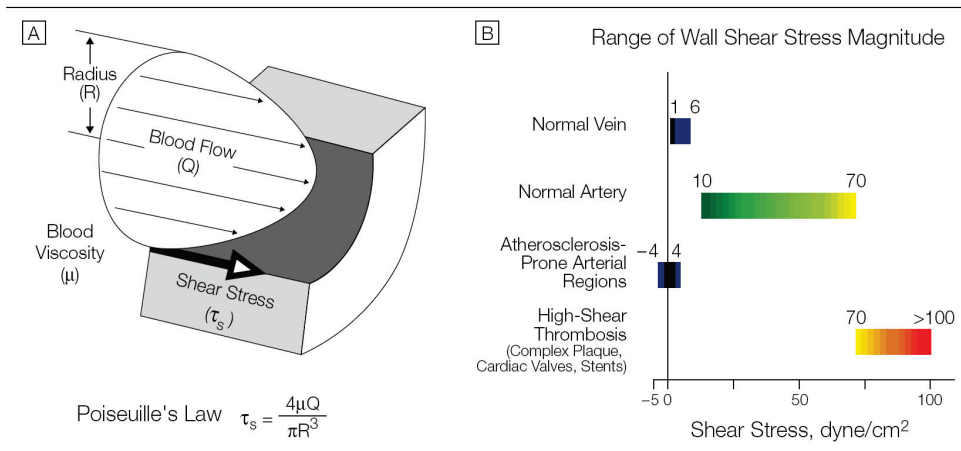 A
Radius
(R)
Blood Flow
(Q)
Blood
Viscosity
(μ)
Shear Stress
(τs)
Poiseuille's Law τs = 4μQ / πR³
B
Range of Wall Shear Stress Magnitude
1 6
Normal Vein
10 70
Normal Artery
−4 4
Atherosclerosis-
Prone Arterial
Regions
70 >100
High-Shear
Thrombosis
(Complex Plaque,
Cardiac Valves, Stents)
−5 0 50 100
Shear Stress, dyne/cm²